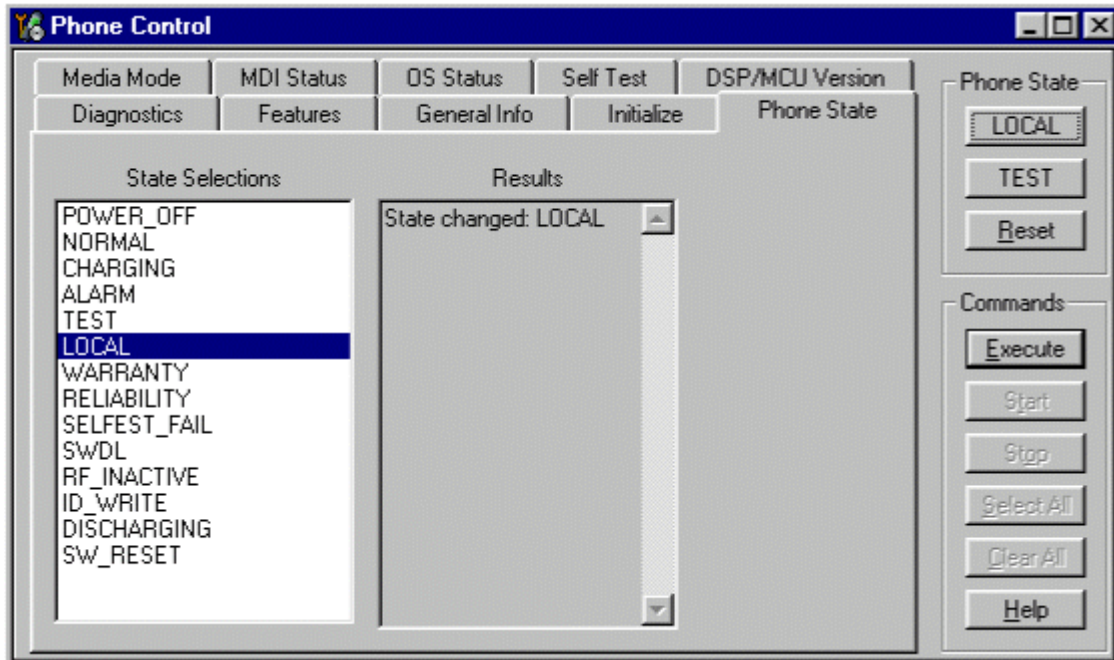 Phone Control
Media Mode MDI Status OS Status Self Test DSP/MCU Version
Diagnostics Features General Info Initialize Phone State
State Selections
POWER_OFF
NORMAL
CHARGING
ALARM
TEST
LOCAL
WARRANTY
RELIABILITY
SELFEST_FAIL
SWDL
RF_INACTIVE
ID_WRITE
DISCHARGING
SW_RESET
Results
State changed: LOCAL
Phone State
LOCAL
TEST
Reset
Commands
Execute
Start
Stop
Select All
Clear All
Help